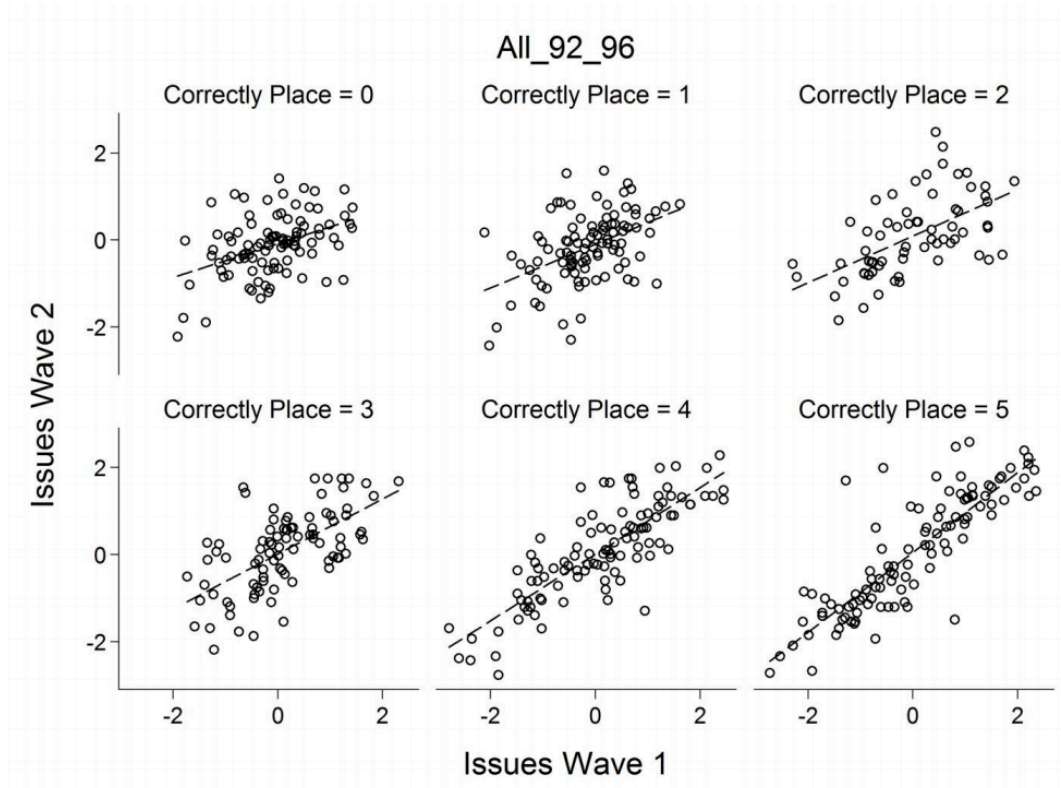 All_92_96
Correctly Place = 0
Correctly Place = 1
Correctly Place = 2
2
0
-2
Correctly Place = 3
Correctly Place = 4
Correctly Place = 5
2
0
-2
-2 0 2
-2 0 2
-2 0 2
Issues Wave 2
Issues Wave 1